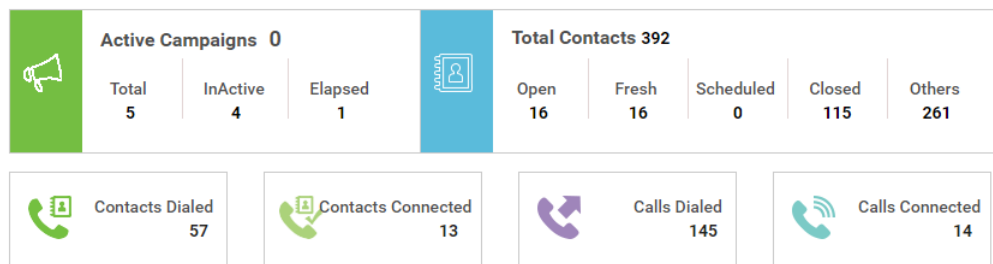 Active Campaigns 0
Total InActive Elapsed
5 4 1
Total Contacts 392
Open Fresh Scheduled Closed Others
16 16 0 115 261
Contacts Dialed
57
Contacts Connected
13
Calls Dialed
145
Calls Connected
14